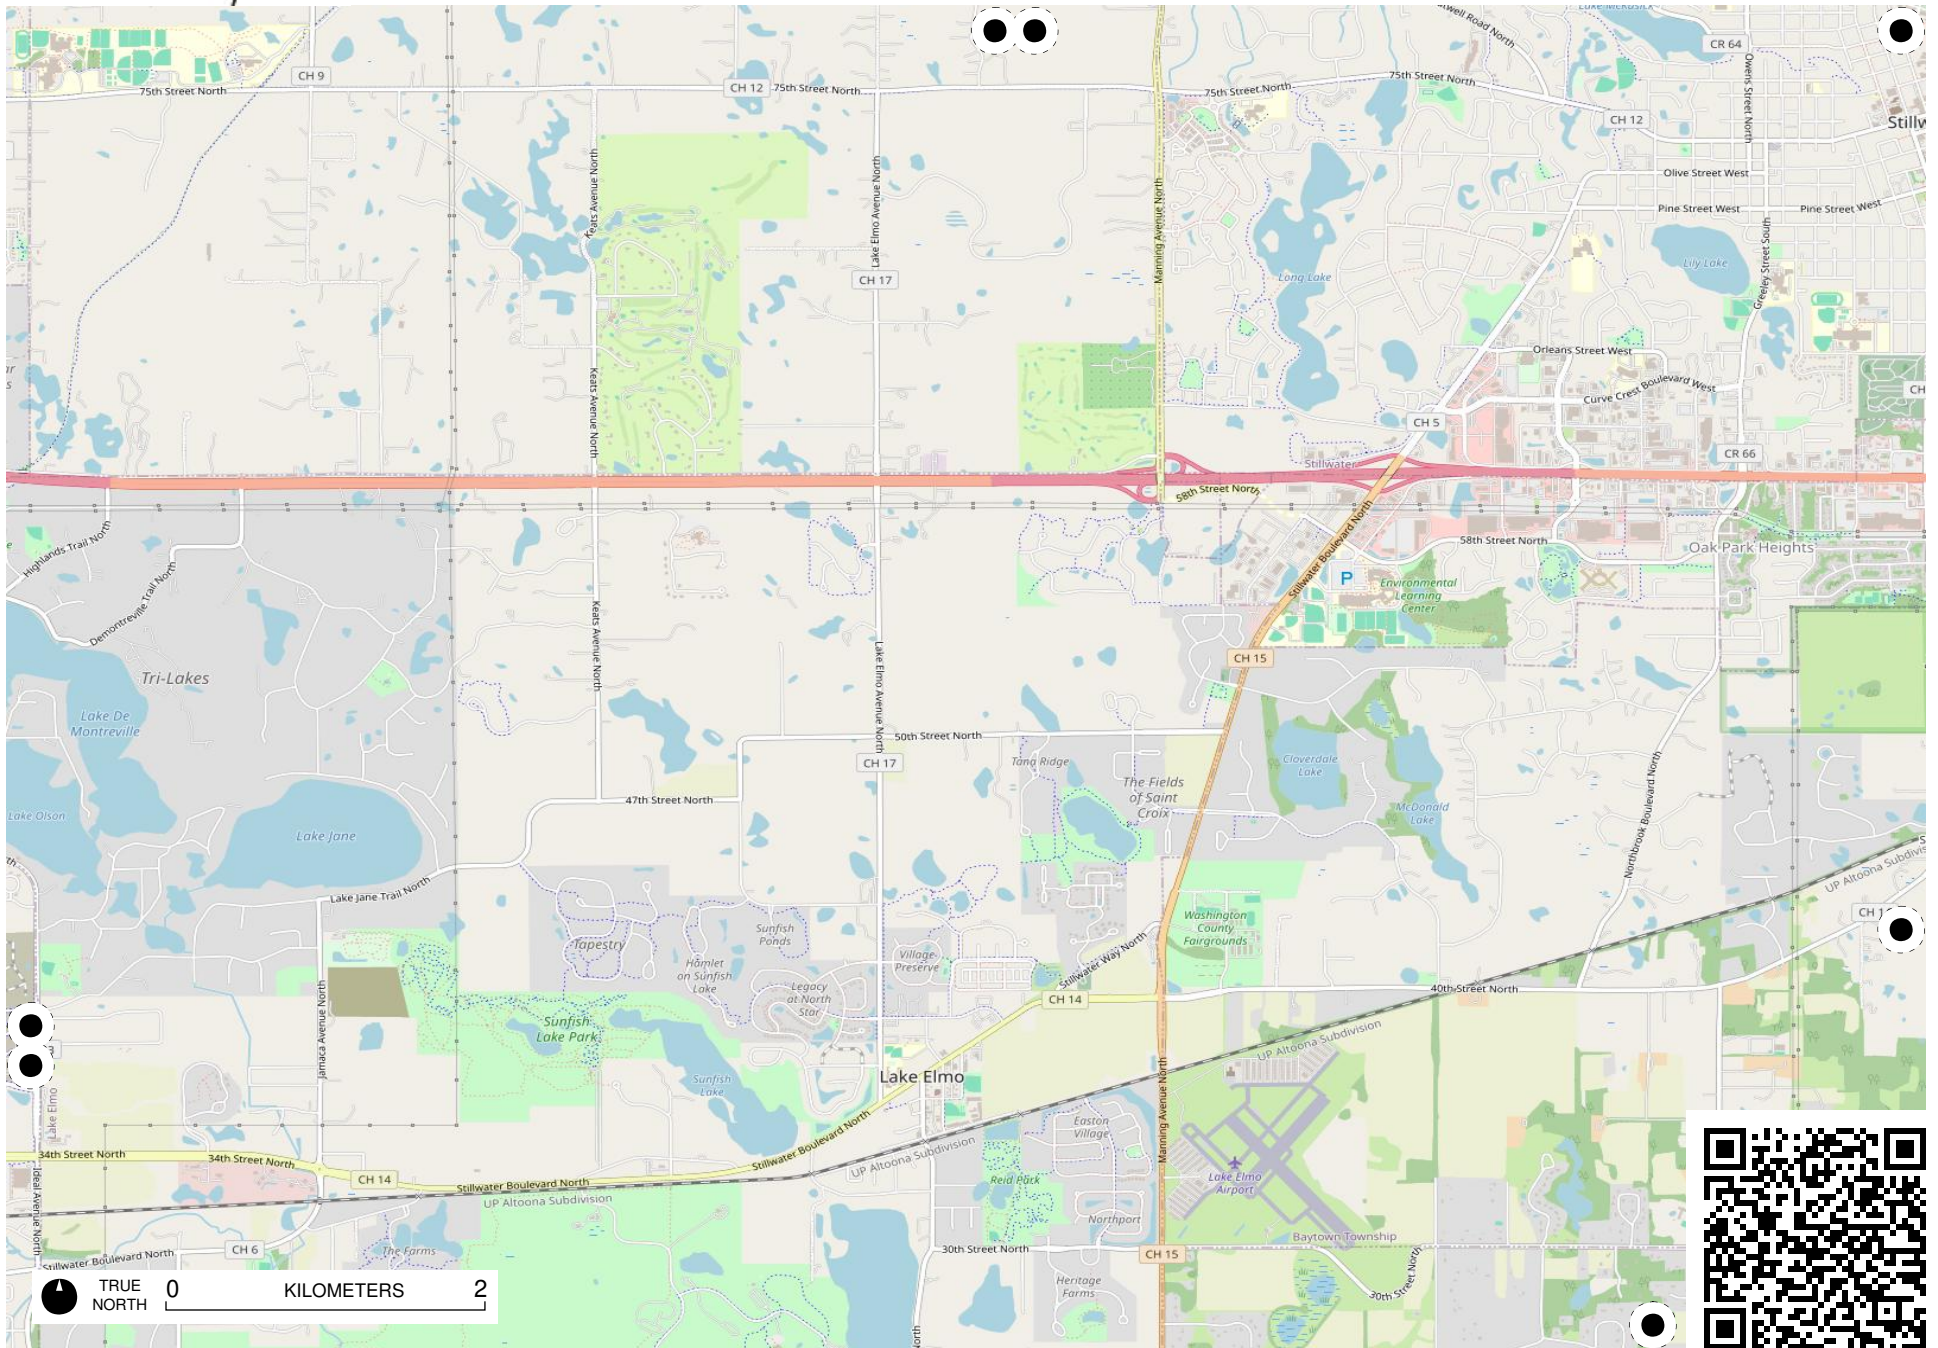 Lake McKusick
CR 64
CH 9
75th Street North
CH 12
75th Street North
75th Street North
75th Street North
Owens Street North
CH 12
Keats Avenue North
Lake Elmo Avenue North
Manning Avenue North
Olive Street West
Pine Street West
Pine Street West
CH 17
Long Lake
Lily Lake
Greeley Street South
Orleans Street West
Curve Crest Boulevard West
CH
Keats Avenue North
CH 5
CR 66
Stillwater
58th Street North
Highlands Trail North
Demontreville Trail North
Stillwater Boulevard North
58th Street North
Oak Park Heights
P
Environmental
Learning
Center
Keats Avenue North
Lake Elmo Avenue North
CH 15
Tri-Lakes
Lake De
Montreville
50th Street North
CH 17
Tana Ridge
The Fields
of Saint
Croix
Cloverdale
Lake
McDonald
Lake
Northbrook Boulevard North
47th Street North
Lake Olson
Lake Jane
Lake Jane Trail North
UP Altoona Subdivis
CH 1
Tapestry
Sunfish
Ponds
Hamlet
on Sunfish
Lake
Village
Preserve
Legacy
at North
Star
Stillwater Way North
Washington
County
Fairgrounds
CH 14
40th Street North
Jamaca Avenue North
Sunfish
Lake Park
Sunfish
Lake
Lake Elmo
UP Altoona Subdivision
Manning Avenue North
Lake Elmo
Easton
Village
Stillwater Boulevard North
UP Altoona Subdivision
34th Street North
34th Street North
CH 14
Stillwater Boulevard North
UP Altoona Subdivision
Reid Park
Lake Elmo
Airport
Ideal Avenue North
Northport
Baytown Township
Stillwater Boulevard North
CH 6
The Farms
30th Street North
CH 15
30th Street North
Heritage
Farms
TRUE
NORTH
0 KILOMETERS 2